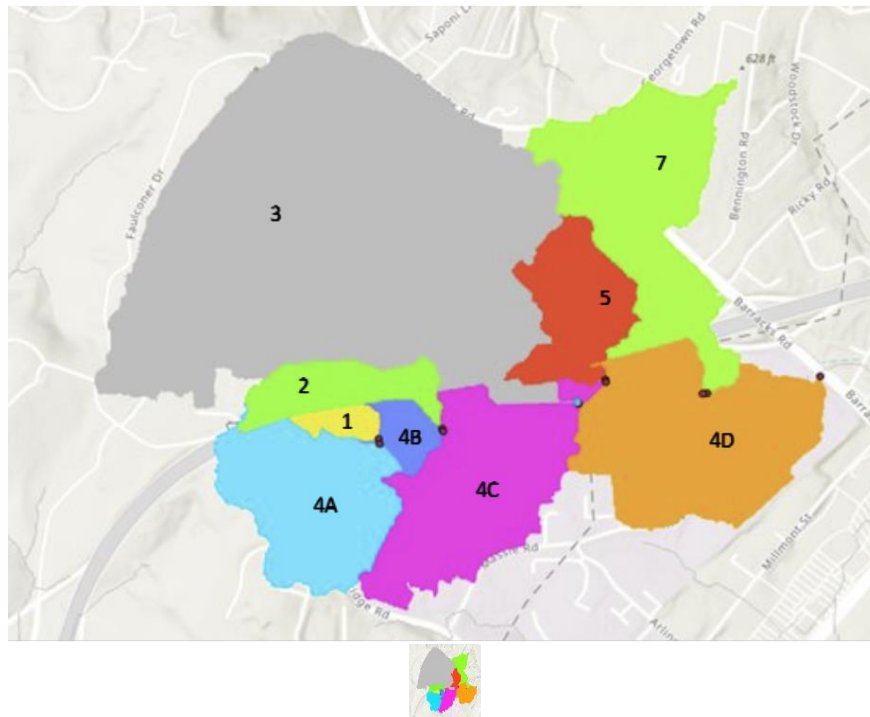 Saponi
Georgetown Rd
628 ft
Woodstock Dr
7
Bennington Rd
Ricky Rd
Faulconer Dr
3
5
Barracks Rd
2
1
4B
4D
4C
4A
Millmont St
Rd